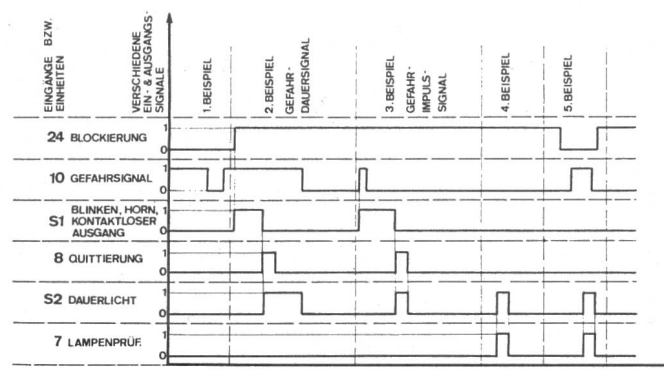 EINGÄNGE BZW.
EINHEITEN
VERSCHIEDENE
EIN- & AUSGANGS-
SIGNALE
1. BEISPIEL
2. BEISPIEL
GEFAHR-
DAUERSIGNAL
3. BEISPIEL
GEFAHR-
IMPULS-
SIGNAL
4. BEISPIEL
5. BEISPIEL
24 BLOCKIERUNG
1
0
10 GEFAHRSIGNAL
1
0
S1 BLINKEN, HORN,
KONTAKTLOSER
AUSGANG
1
0
8 QUITTIERUNG
1
0
S2 DAUERLICHT
1
0
7 LAMPENPRÜF.
1
0